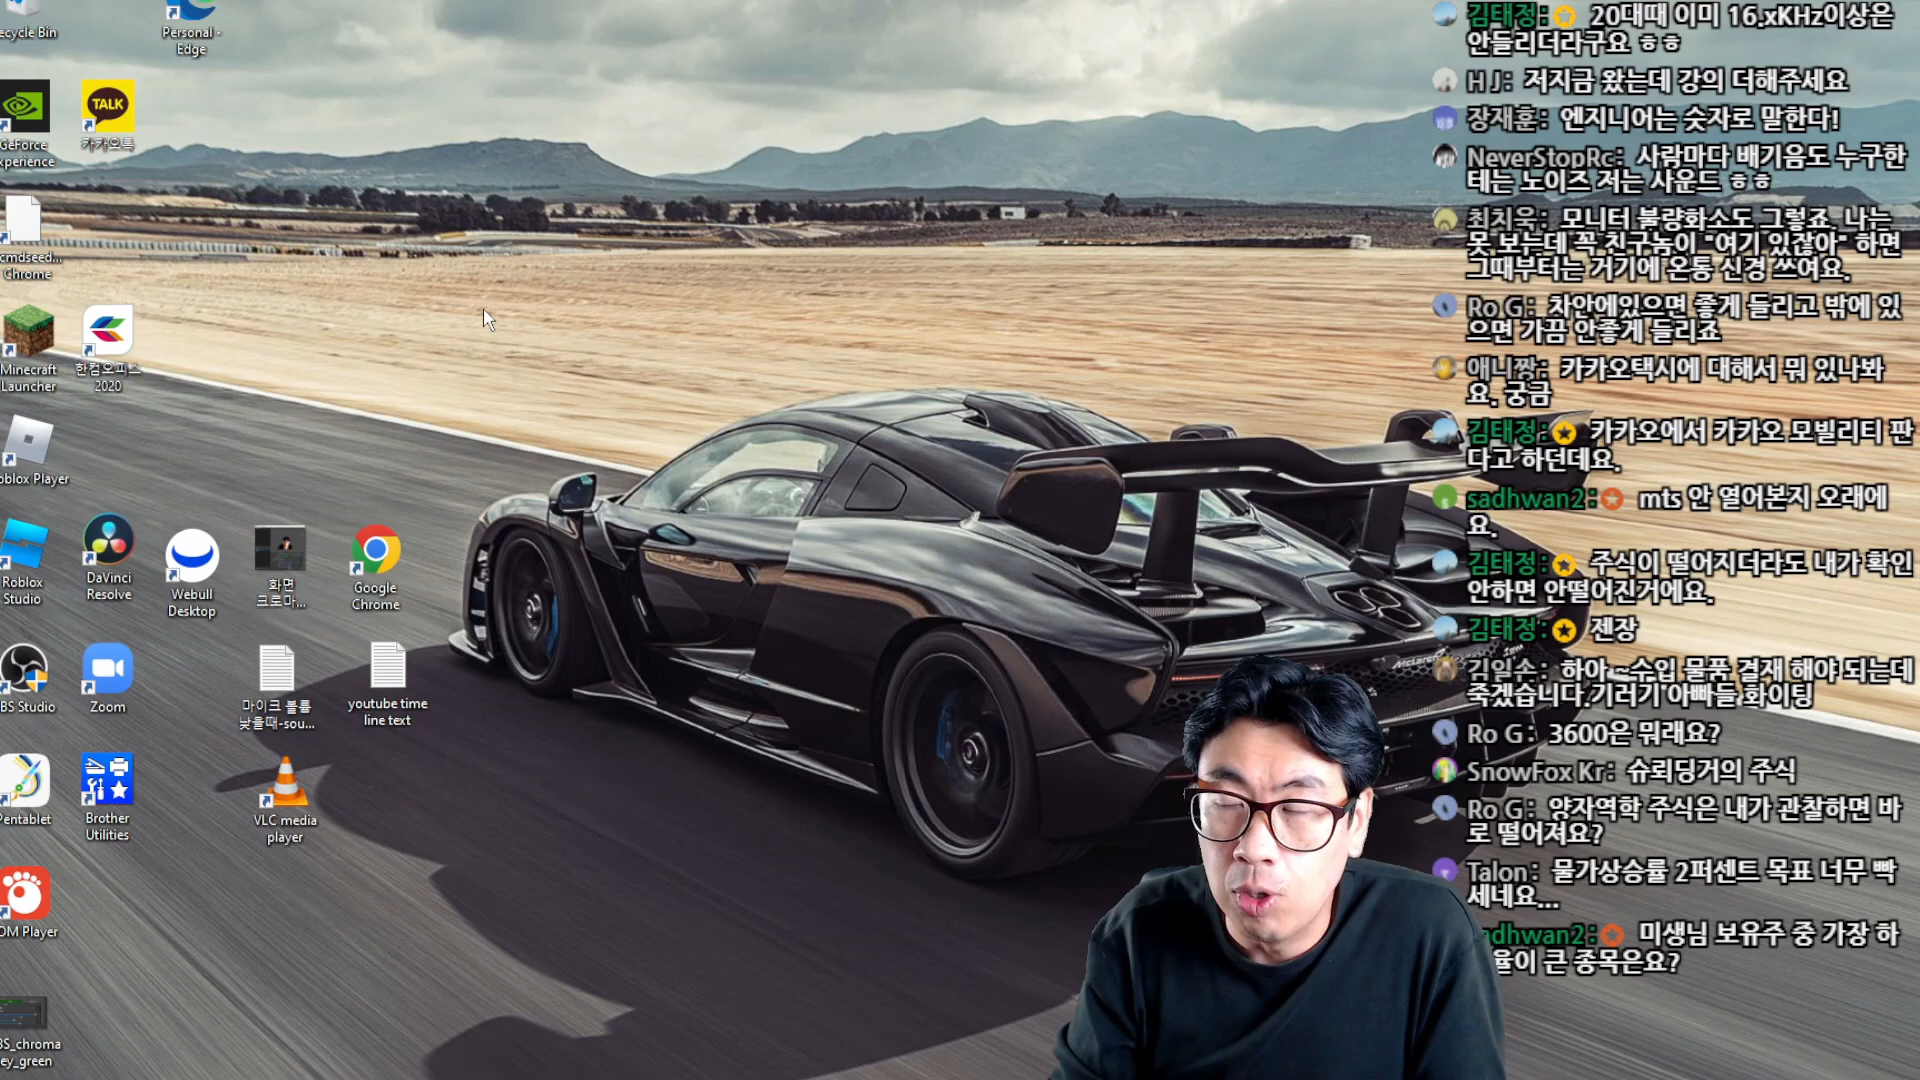 ecycle Bin
Personal -
Edge
GeForce
xperience
TALK
카카오톡
cmdseed...
Chrome
Minecraft
Launcher
한컴오피스
2020
oblox Player
Roblox
Studio
DaVinci
Resolve
Webull
Desktop
화면
크로마...
Google
Chrome
BS Studio
Zoom
마이크 볼륨
낮을때-sou...
youtube time
line text
Pentablet
Brother
Utilities
VLC media
player
OM Player
BS_chroma
ey_green
김태정: 20대때 이미 16.xKHz이상은
안들리더라구요 ㅎㅎ
H J: 저지금 왔는데 강의 더해주세요
장재훈: 엔지니어는 숫자로 말한다!
NeverStopRc: 사람마다 배기음도 누구한
테는 노이즈 저는 사운드 ㅎㅎ
최치욱: 모니터 불량화소도 그렇죠. 나는
못 보는데 꼭 친구놈이 "여기 있잖아" 하면
그때부터는 거기에 온통 신경 쓰여요.
Ro G: 차안에있으면 좋게 들리고 밖에 있
으면 가끔 안좋게 들리죠
애니짱: 카카오택시에 대해서 뭐 있나봐
요. 궁금
김태정: 카카오에서 카카오 모빌리티 판
다고 하던데요.
sadhwan2: mts 안 열어본지 오래에
요.
김태정: 주식이 떨어지더라도 내가 확인
안하면 안떨어진거에요.
김태정: 젠장
김일손: 하아 ~수입 물품 결재 해야 되는데
죽겠습니다.기러기 아빠들 화이팅
Ro G: 3600은 뭐래요?
SnowFox Kr: 슈뢰딩거의 주식
Ro G: 양자역학 주식은 내가 관찰하면 바
로 떨어져요?
Talon: 물가상승률 2퍼센트 목표 너무 빡
세네요...
adhwan2: 미생님 보유주 중 가장 하
율이 큰 종목은요?